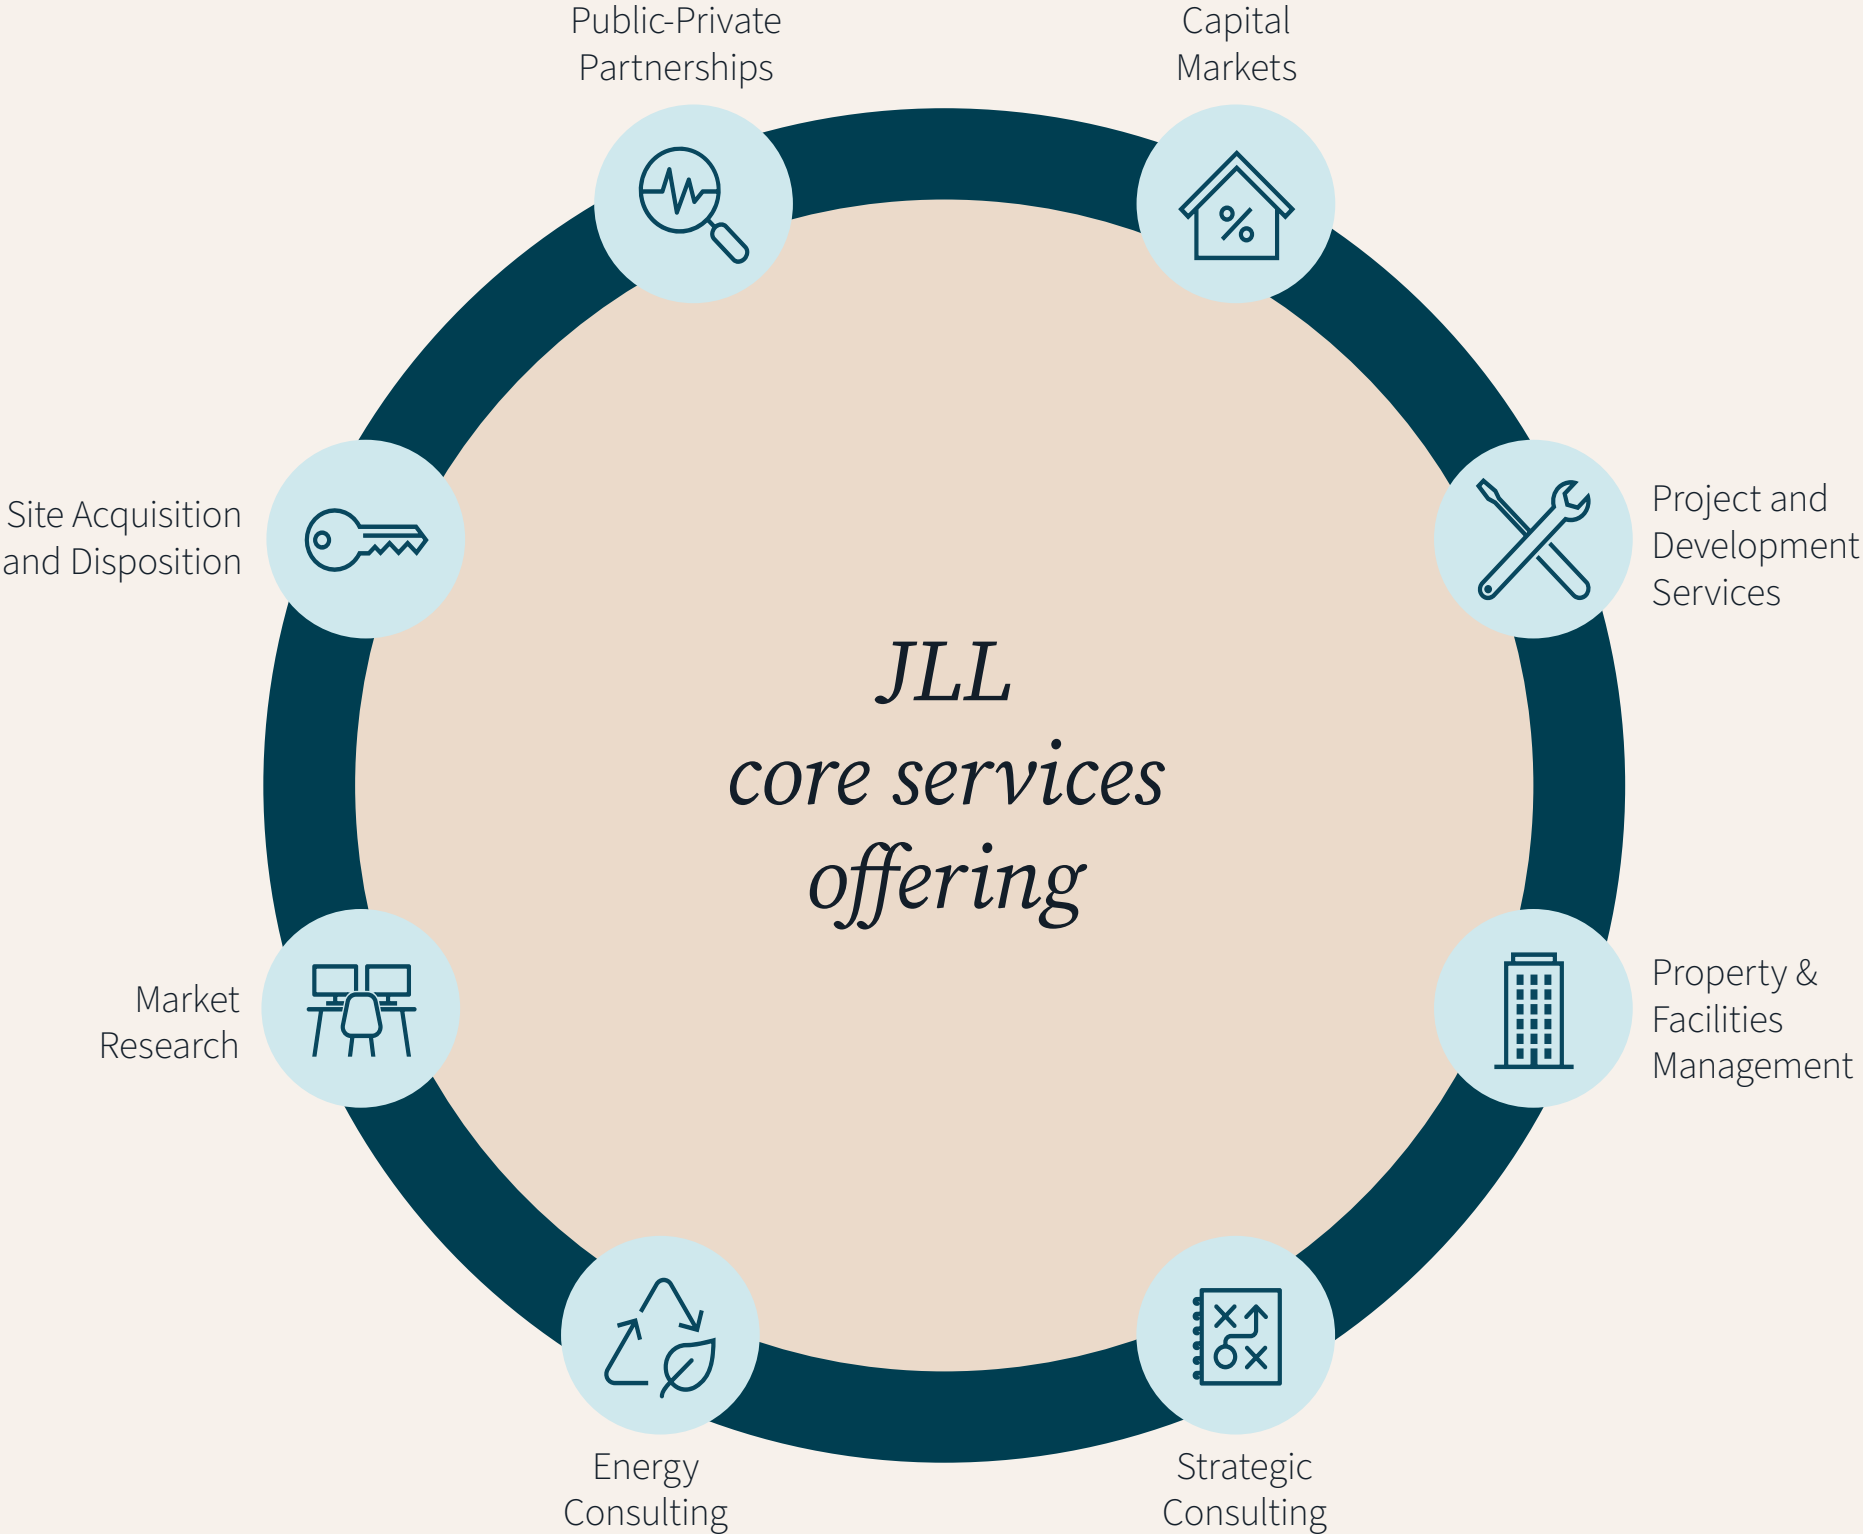 Public-Private
Partnerships
Capital
Markets
Site Acquisition
and Disposition
Project and
Development
Services
JLL
core services
offering
Market
Research
Property &
Facilities
Management
Energy
Consulting
Strategic
Consulting